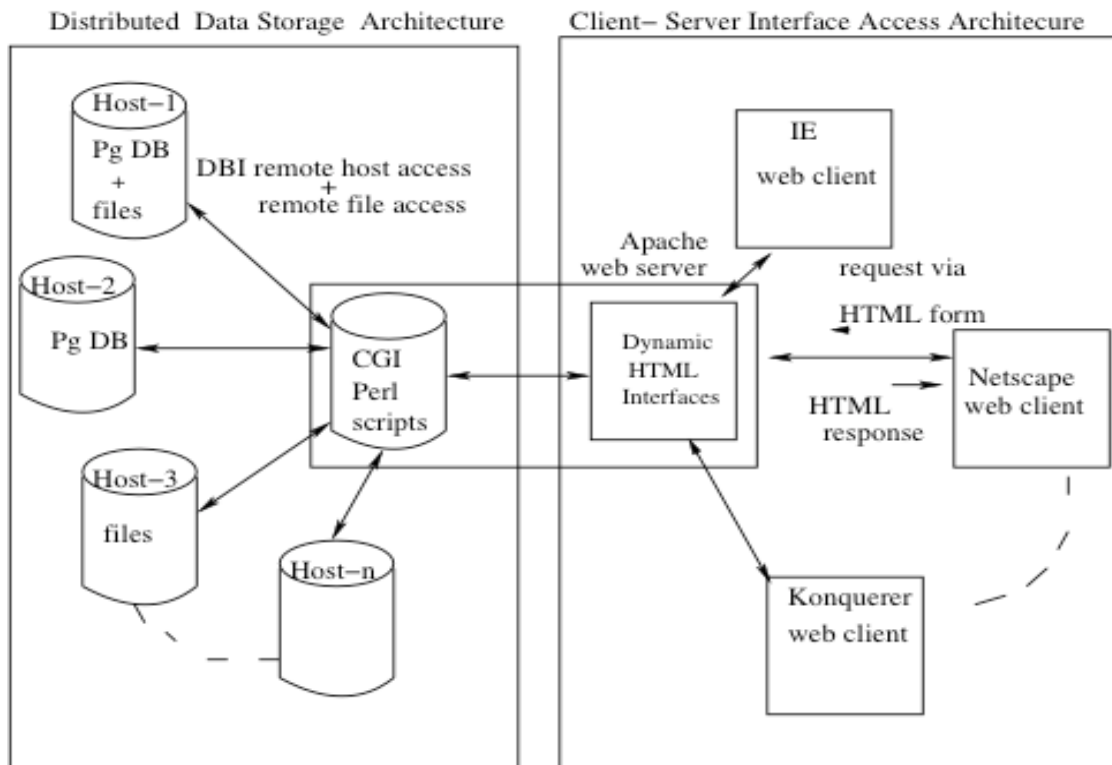 Distributed Data Storage Architecture
Client− Server Interface Access Architecure
Host−1
Pg DB
+
files
DBI remote host access
+
remote file access
Host−2
Pg DB
Host−3
files
Host−n
CGI
Perl
scripts
Apache
web server
Dynamic
HTML
Interfaces
IE
web client
request via
HTML form
HTML
response
Netscape
web client
Konquerer
web client